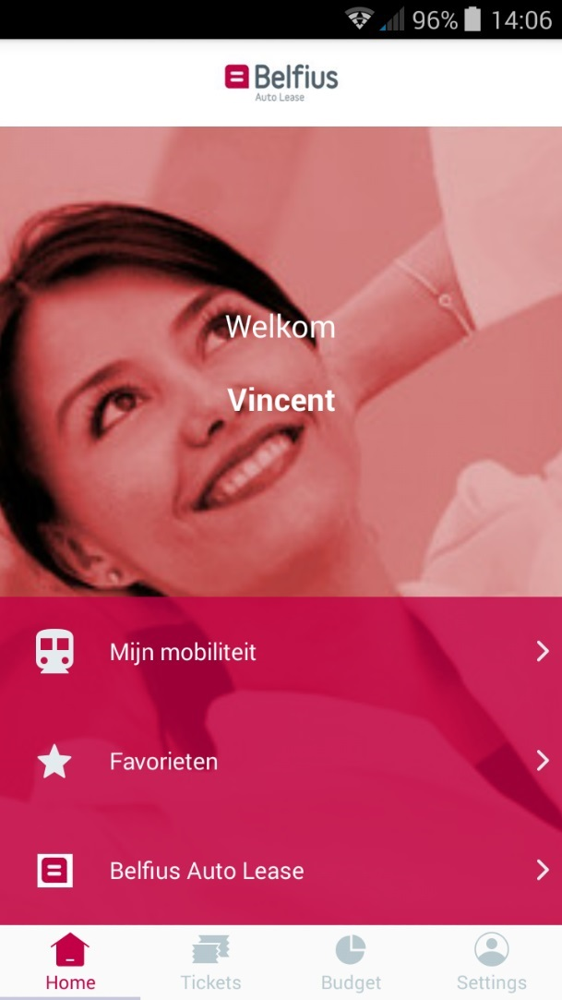 96% 14:06
Belfius
Auto Lease
Welkom
Vincent
Mijn mobiliteit
Favorieten
Belfius Auto Lease
Home Tickets Budget Settings